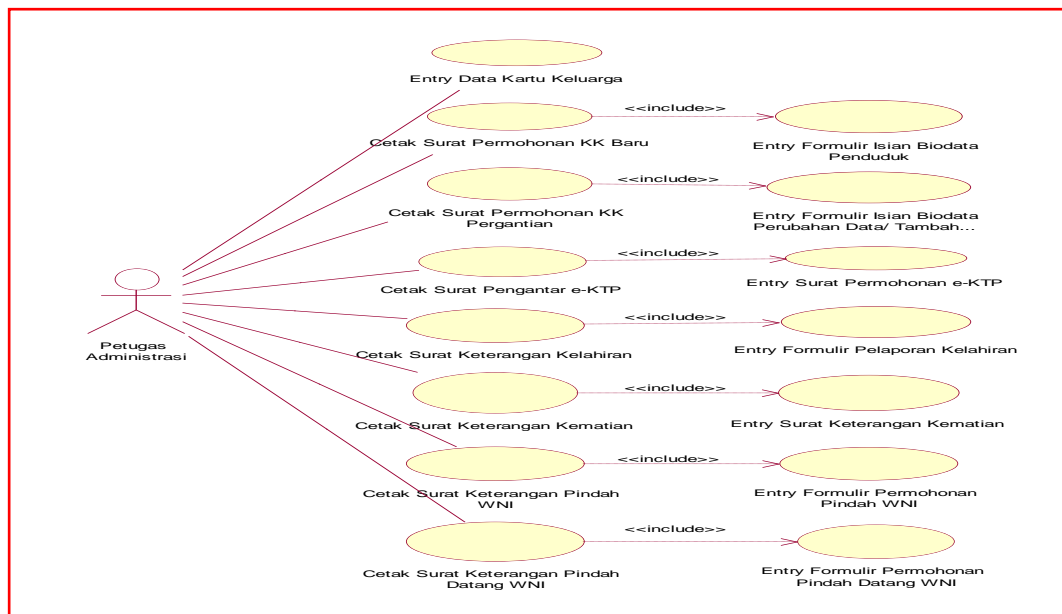 Entry Data Kartu Keluarga
<<include>>
Cetak Surat Permohonan KK Baru
Entry Formulir Isian Biodata
Penduduk
<<include>>
Cetak Surat Permohonan KK
Pergantian
Entry Formulir Isian Biodata
Perubahan Data/ Tambah...
<<include>>
Cetak Surat Pengantar e-KTP
Entry Surat Permohonan e-KTP
<<include>>
Petugas
Administrasi
Cetak Surat Keterangan Kelahiran
Entry Formulir Pelaporan Kelahiran
<<include>>
Cetak Surat Keterangan Kematian
Entry Surat Keterangan Kematian
<<include>>
Cetak Surat Keterangan Pindah
WNI
Entry Formulir Permohonan
Pindah WNI
<<include>>
Cetak Surat Keterangan Pindah
Datang WNI
Entry Formulir Permohonan
Pindah Datang WNI